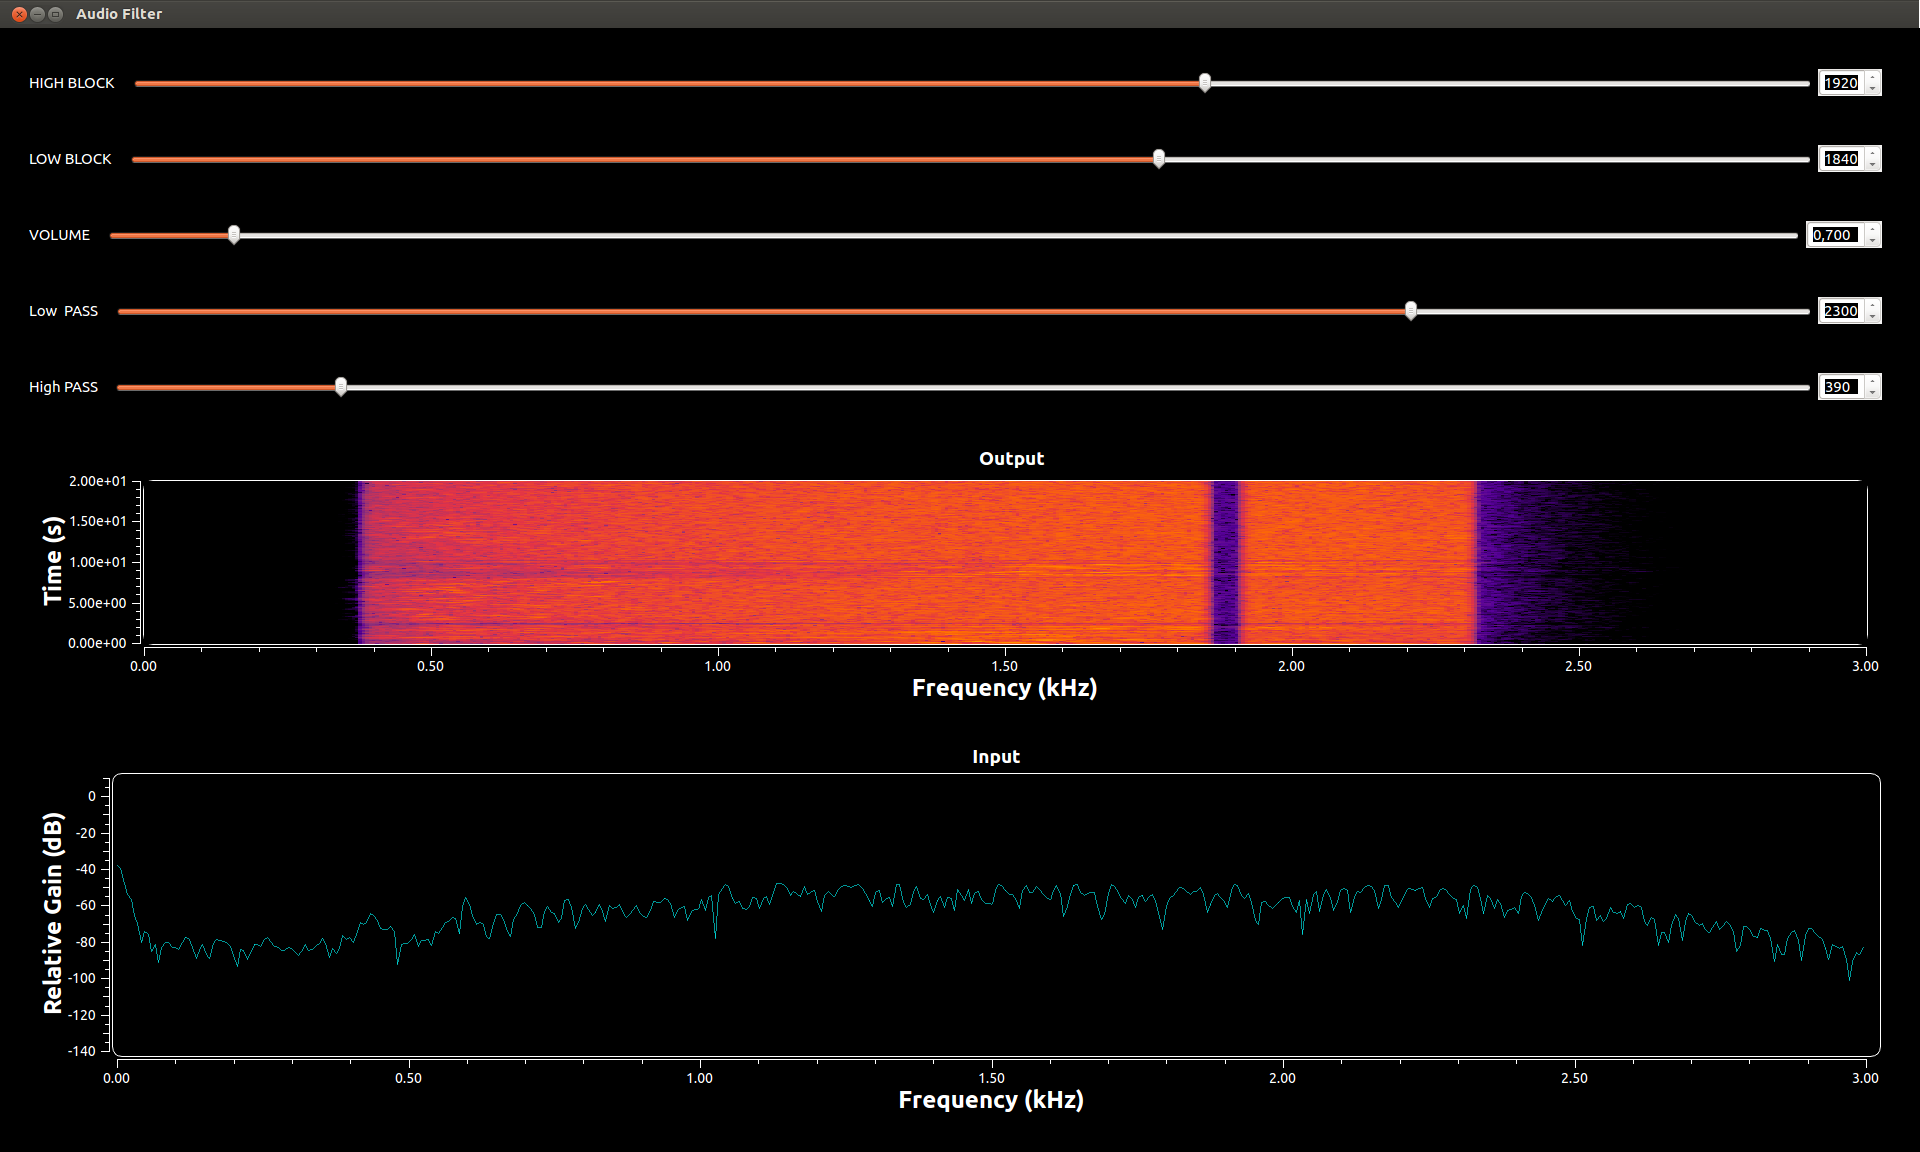 Audio Filter
HIGH BLOCK 1920
LOW BLOCK 1840
VOLUME 0,700
Low PASS 2300
High PASS 390
Output
Time (s)
2.00e+01
1.50e+01
1.00e+01
5.00e+00
0.00e+00
0.00 0.50 1.00 1.50 2.00 2.50 3.00
Frequency (kHz)
Input
Relative Gain (dB)
0
-20
-40
-60
-80
-100
-120
-140
0.00 0.50 1.00 1.50 2.00 2.50 3.00
Frequency (kHz)